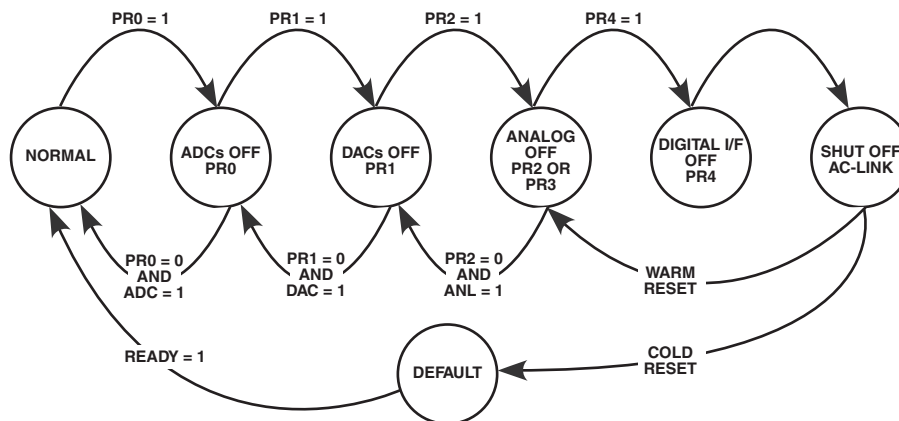 PR0 = 1
PR1 = 1
PR2 = 1
PR4 = 1
NORMAL
ADCs OFF
PR0
DACs OFF
PR1
ANALOG
OFF
PR2 OR
PR3
DIGITAL I/F
OFF
PR4
SHUT OFF
AC-LINK
PR0 = 0
AND
ADC = 1
PR1 = 0
AND
DAC = 1
PR2 = 0
AND
ANL = 1
WARM
RESET
READY = 1
DEFAULT
COLD
RESET